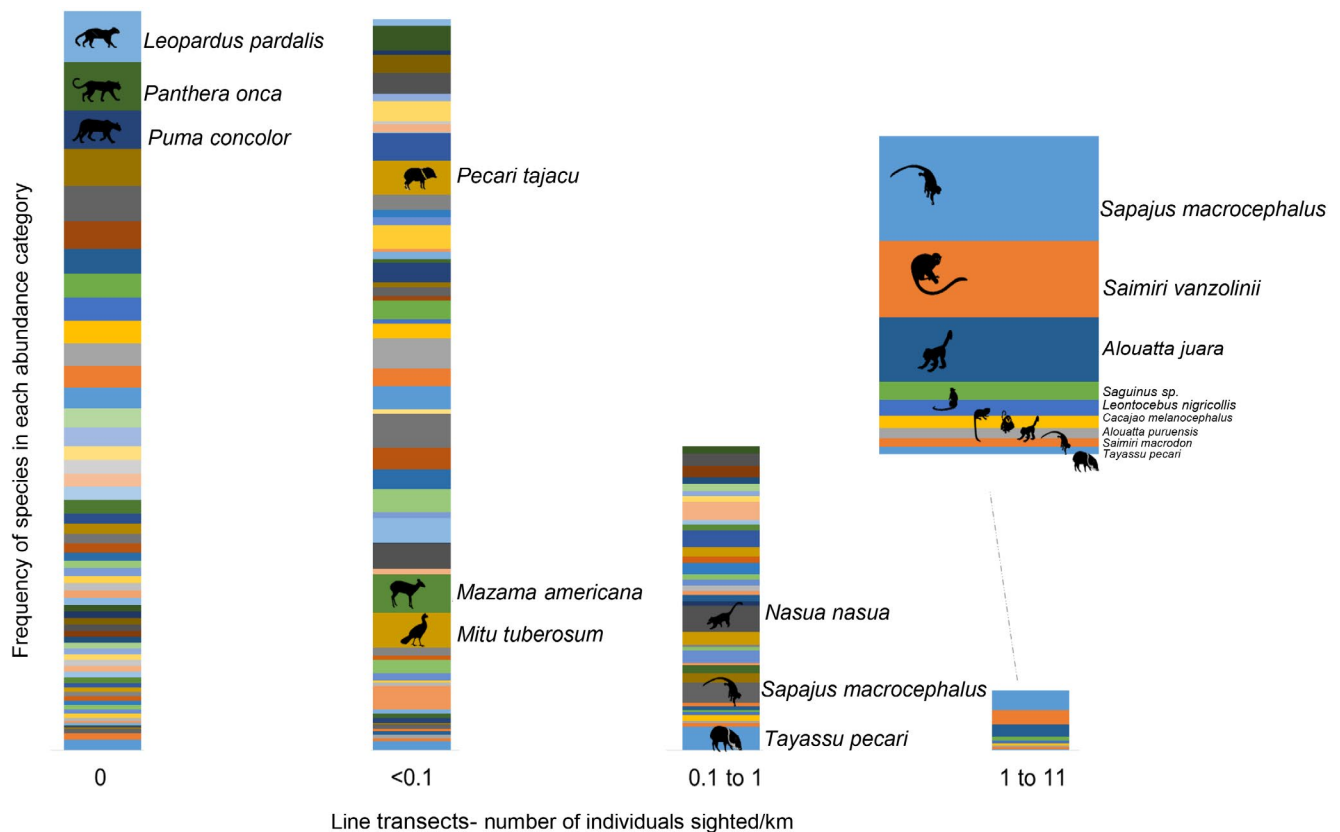 Frequency of species in each abundance category
Leopardus pardalis
Panthera onca
Puma concolor
Pecari tajacu
Mazama americana
Mitu tuberosum
Nasua nasua
Sapajus macrocephalus
Tayassu pecari
Sapajus macrocephalus
Saimiri vanzolinii
Alouatta juara
Saguinus sp.
Leontocebus nigricollis
Cacajao melanocephalus
Alouatta puruensis
Saimiri macrodon
Tayassu pecari
0
<0.1
0.1 to 1
1 to 11
Line transects- number of individuals sighted/km